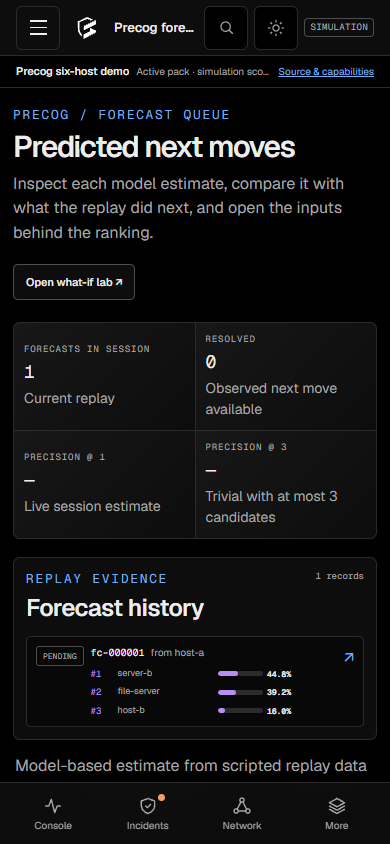 Precog fore...
SIMULATION
Precog six-host demo Active pack · simulation sco... Source & capabilities
PRECOG / FORECAST QUEUE
Predicted next moves
Inspect each model estimate, compare it with
what the replay did next, and open the inputs
behind the ranking.
Open what-if lab ↗
FORECASTS IN SESSION
1
Current replay
RESOLVED
0
Observed next move
available
PRECISION @ 1
—
Live session estimate
PRECISION @ 3
—
Trivial with at most 3
candidates
REPLAY EVIDENCE
1 records
Forecast history
PENDING fc-000001 from host-a ↗
#1 server-b 44.8%
#2 file-server 39.2%
#3 host-b 16.0%
Model-based estimate from scripted replay data
Console Incidents Network More